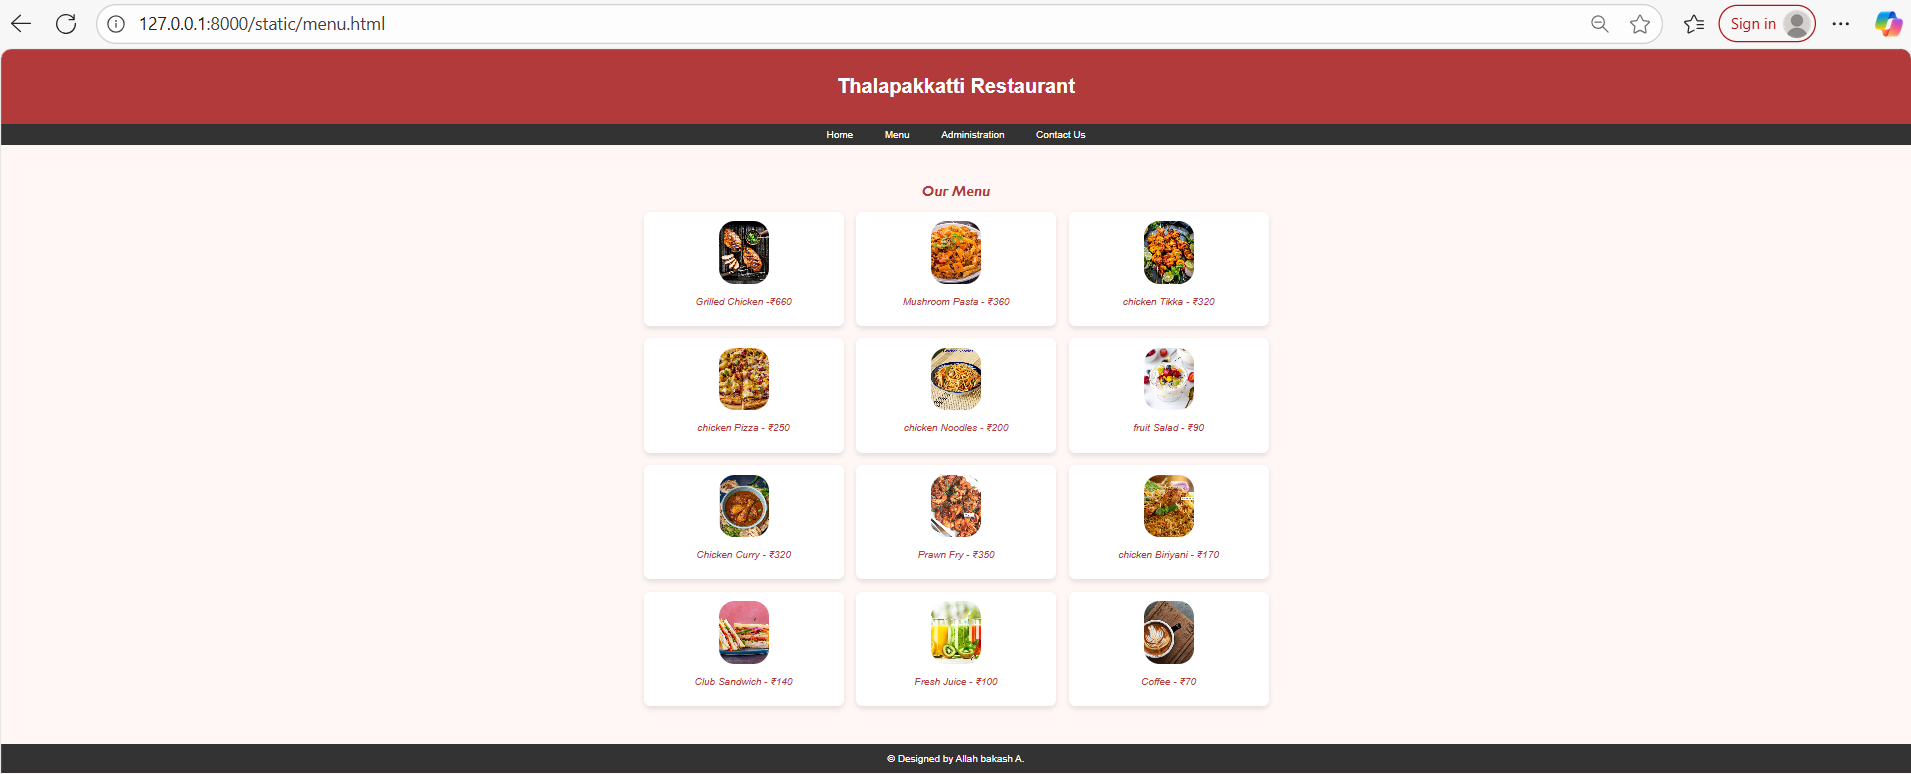 127.0.0.1:8000/static/menu.html
Sign in
Thalapakkatti Restaurant
Home Menu Administration Contact Us
Our Menu
Grilled Chicken -₹660 Mushroom Pasta - ₹360 chicken Tikka - ₹320
chicken Pizza - ₹250 chicken Noodles - ₹200 fruit Salad - ₹90
Chicken Curry - ₹320 Prawn Fry - ₹350 chicken Biriyani - ₹170
Club Sandwich - ₹140 Fresh Juice - ₹100 Coffee - ₹70
© Designed by Allah bakash A.